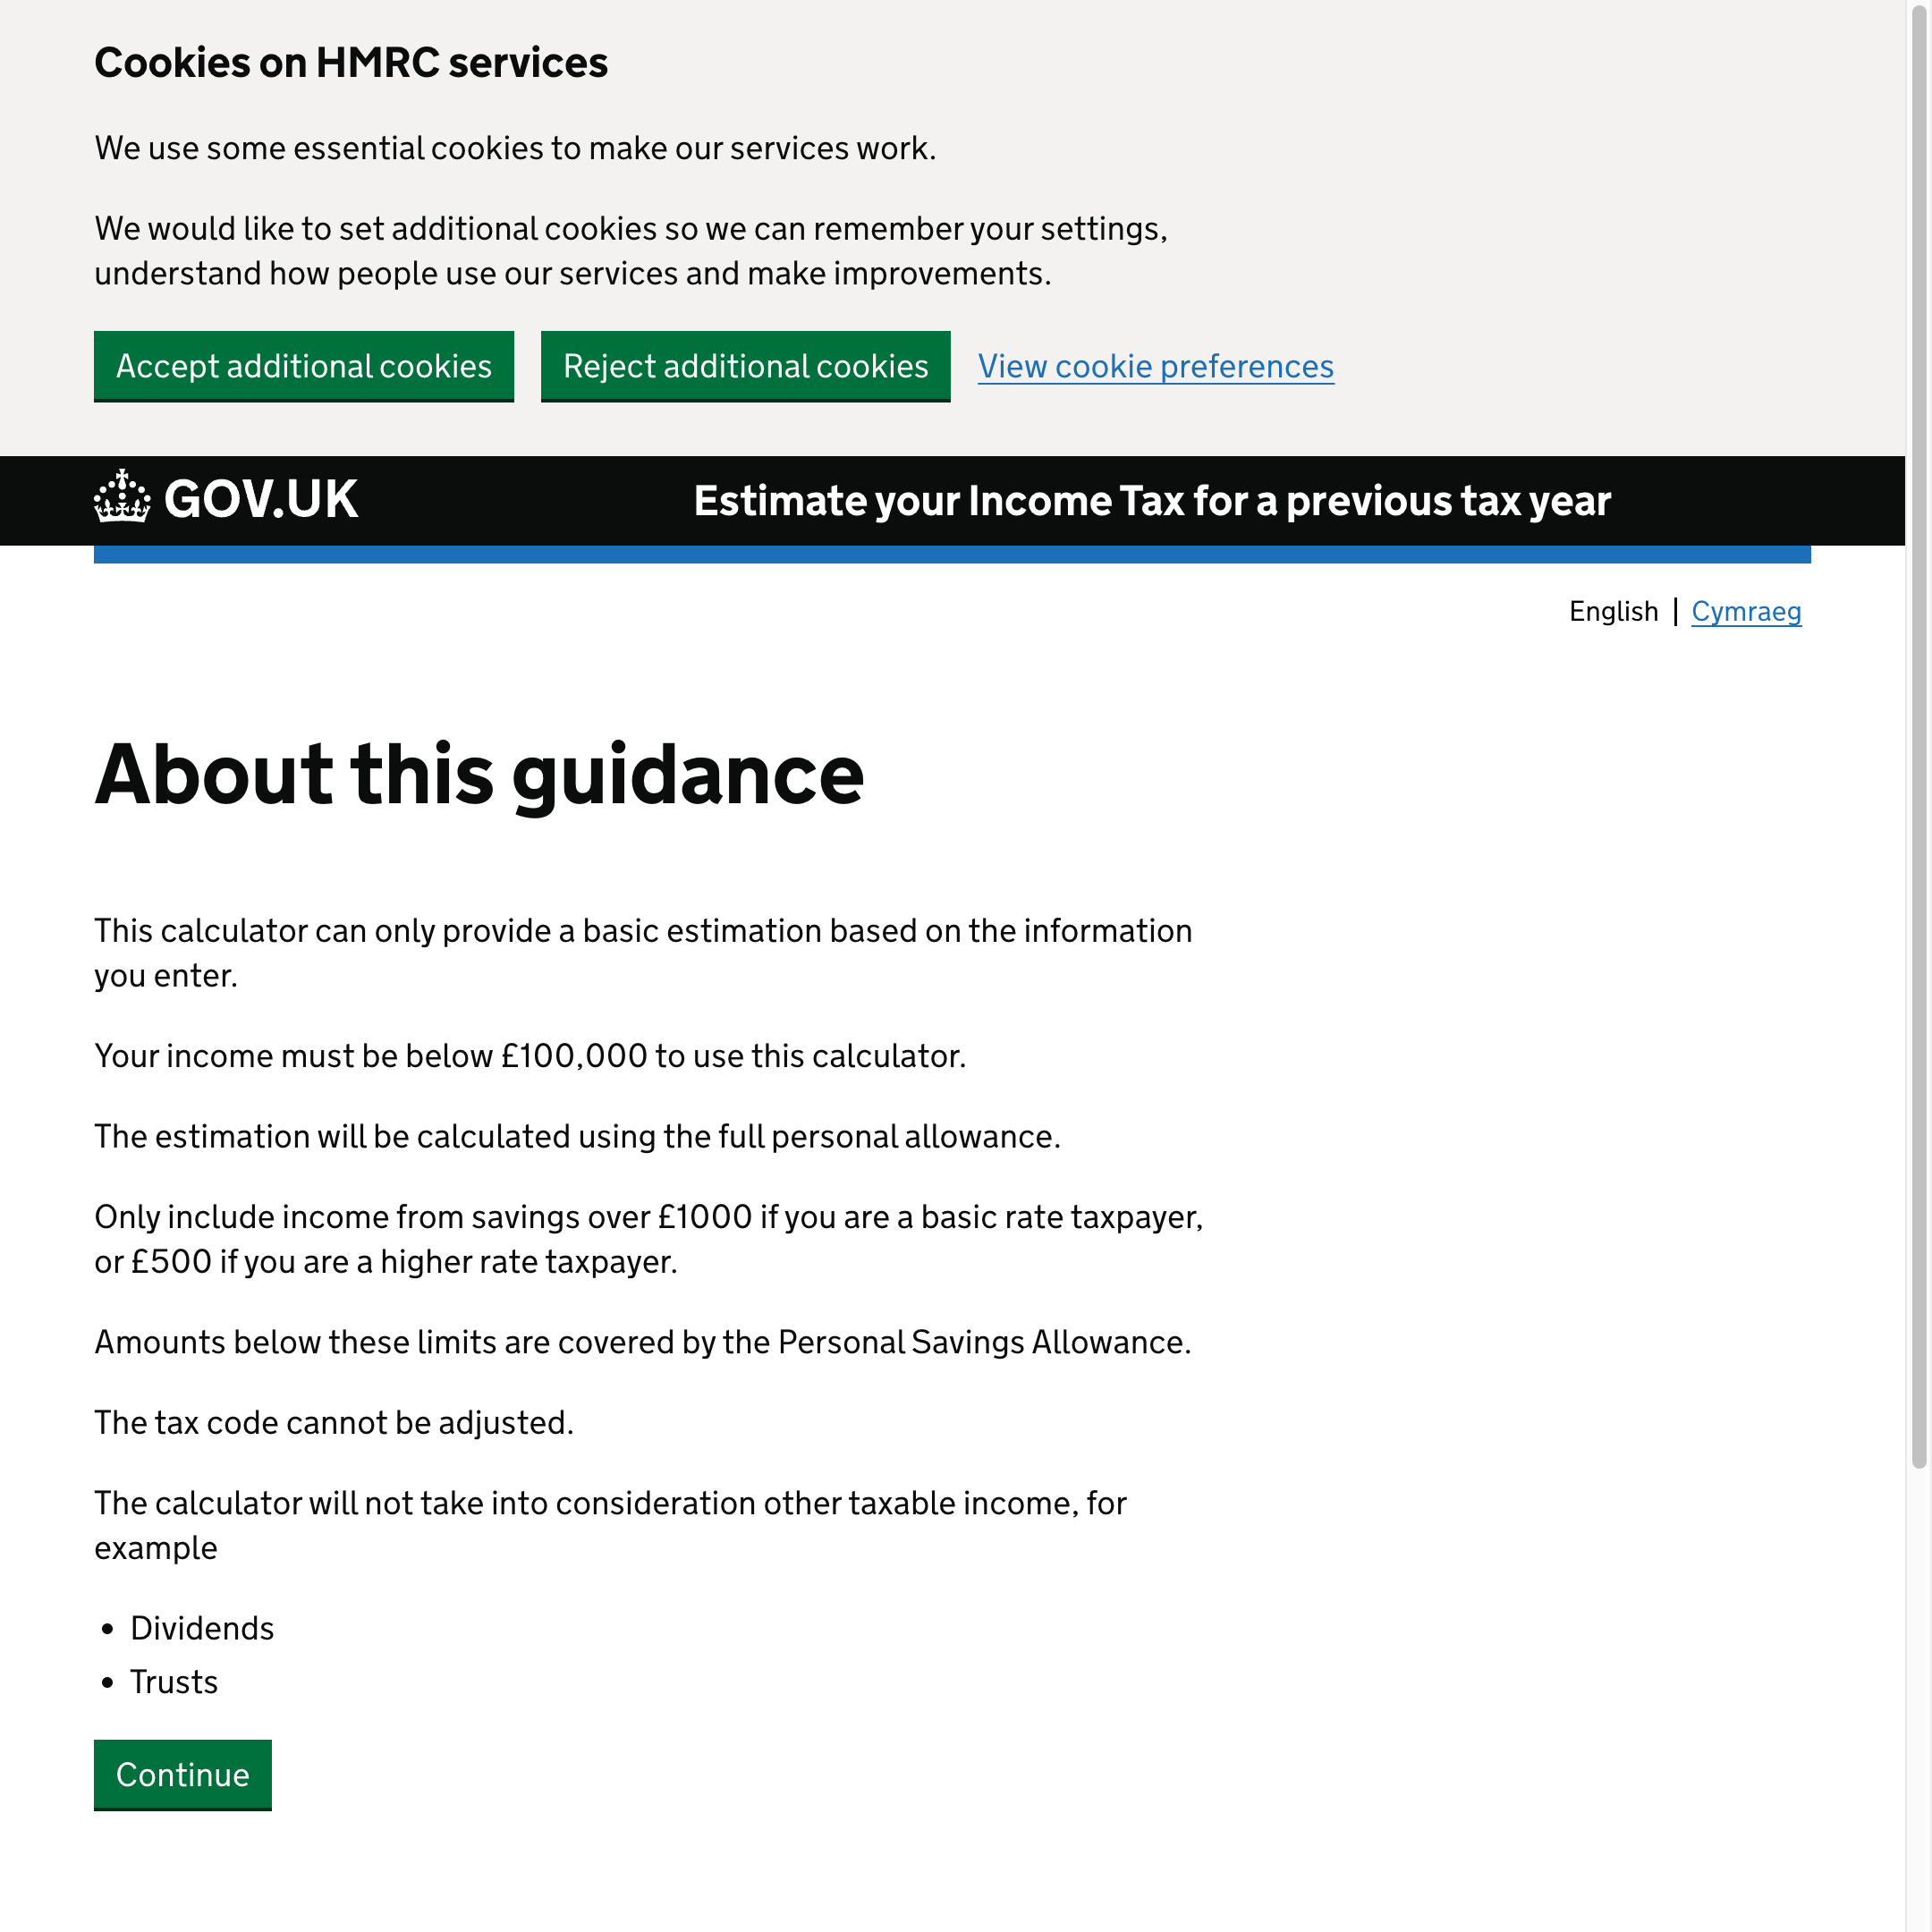 Cookies on HMRC services
We use some essential cookies to make our services work.
We would like to set additional cookies so we can remember your settings,
understand how people use our services and make improvements.
Accept additional cookies
Reject additional cookies
View cookie preferences
GOV.UK
Estimate your Income Tax for a previous tax year
English | Cymraeg
About this guidance
This calculator can only provide a basic estimation based on the information
you enter.
Your income must be below £100,000 to use this calculator.
The estimation will be calculated using the full personal allowance.
Only include income from savings over £1000 if you are a basic rate taxpayer,
or £500 if you are a higher rate taxpayer.
Amounts below these limits are covered by the Personal Savings Allowance.
The tax code cannot be adjusted.
The calculator will not take into consideration other taxable income, for
example
• Dividends
• Trusts
Continue